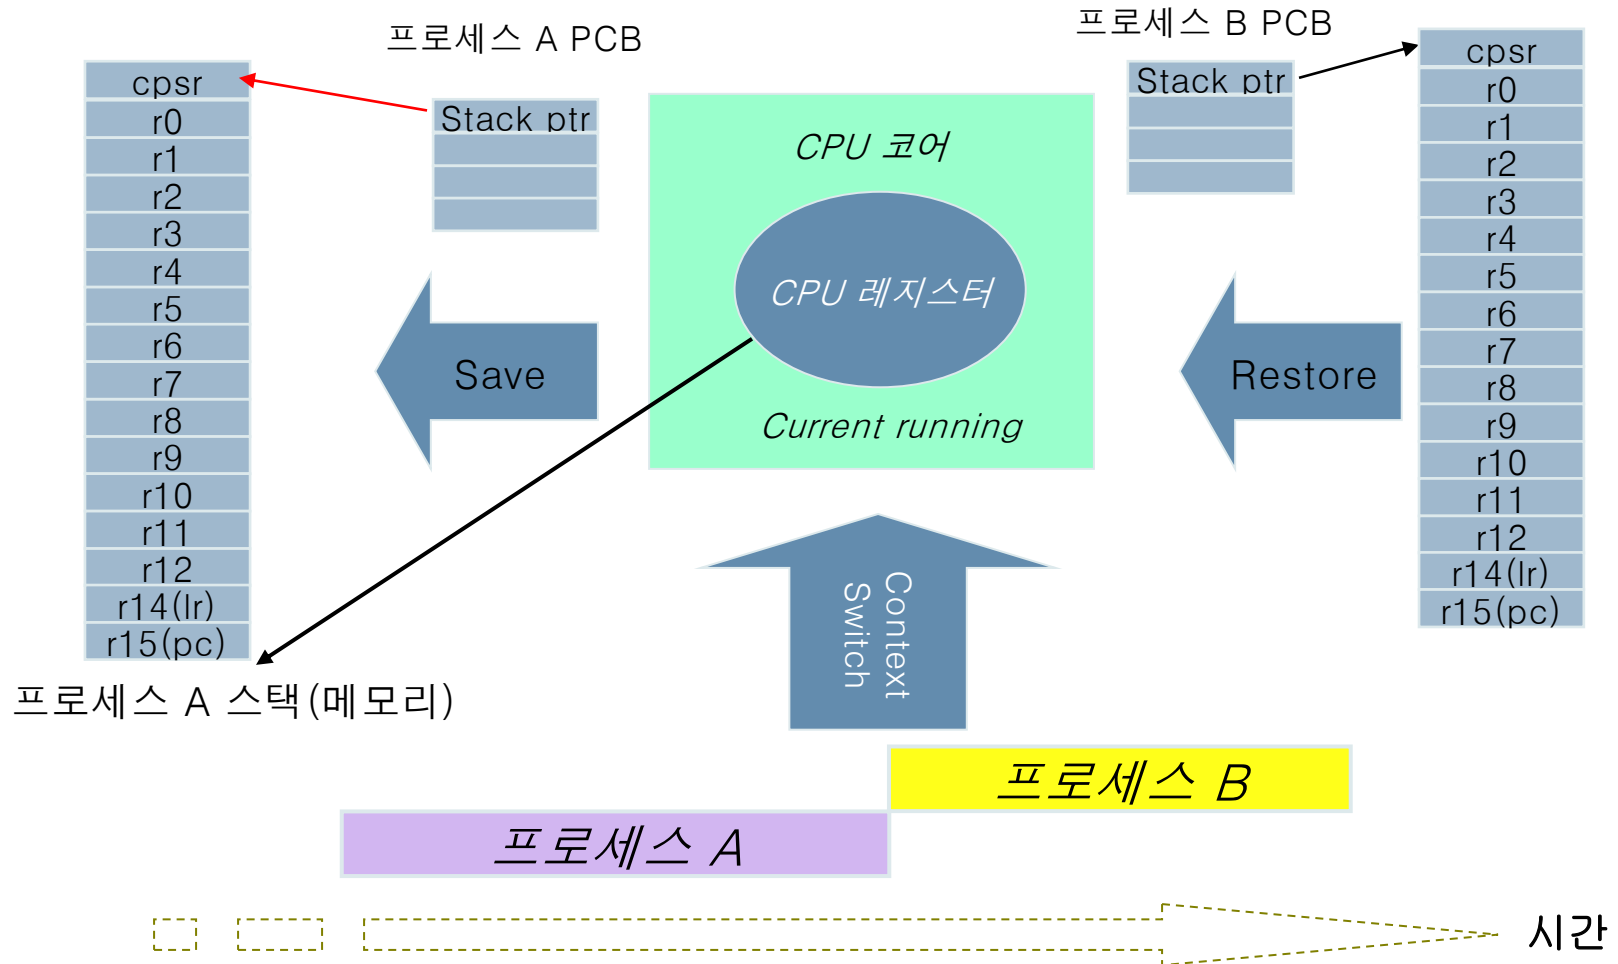 프로세스 A PCB
프로세스 B PCB
cpsr
r0
r1
r2
r3
r4
r5
r6
r7
r8
r9
r10
r11
r12
r14(lr)
r15(pc)
프로세스 A 스택(메모리)
Stack ptr
Save
CPU 코어
CPU 레지스터
Current running
Context
Switch
Stack ptr
Restore
cpsr
r0
r1
r2
r3
r4
r5
r6
r7
r8
r9
r10
r11
r12
r14(lr)
r15(pc)
프로세스 B
프로세스 A
시간